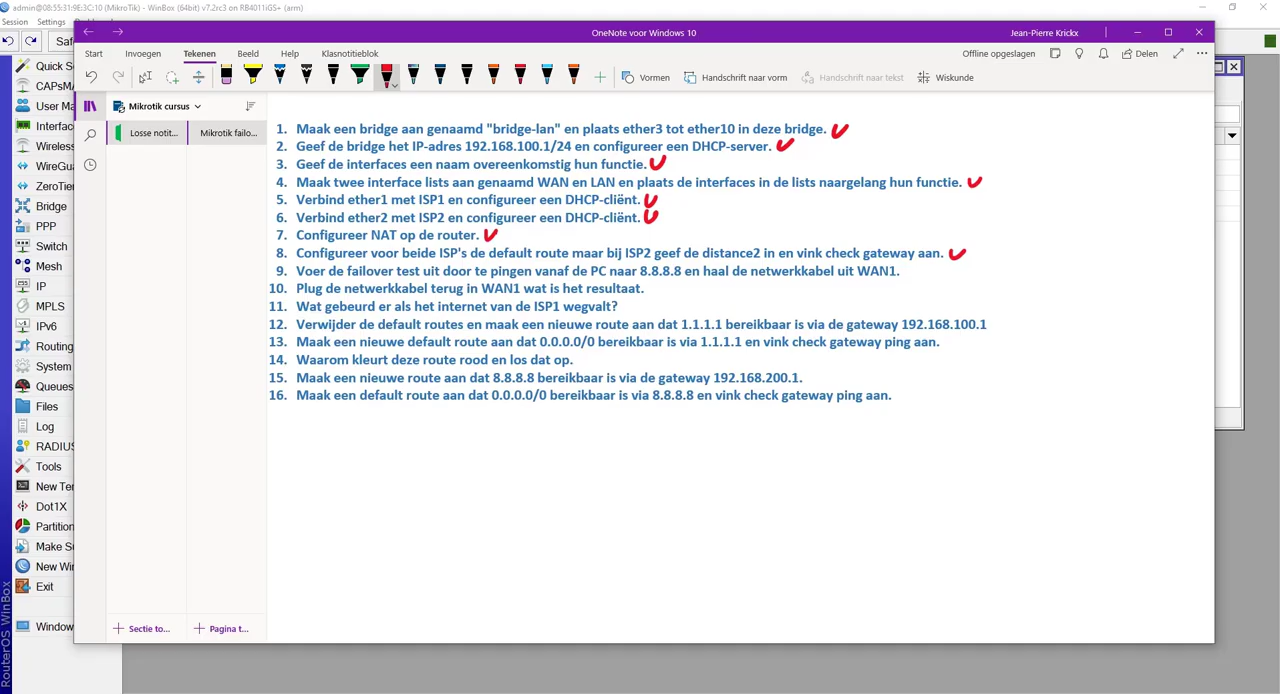 admin@08:55:31:9E:3C:10 (MikroTik) - WinBox (64bit) v7.2rc3 on RB4011iGS+ (arm)
Session Settings
OneNote voor Windows 10
Jean-Pierre Krickx
Start Invoegen Tekenen Beeld Help Klasnotitieblok
Offline opgeslagen Delen
Vormen Handschrift naar vorm Handschrift naar tekst Wiskunde
Mikrotik cursus
Losse notit... Mikrotik failo...
1. Maak een bridge aan genaamd "bridge-lan" en plaats ether3 tot ether10 in deze bridge.
2. Geef de bridge het IP-adres 192.168.100.1/24 en configureer een DHCP-server.
3. Geef de interfaces een naam overeenkomstig hun functie.
4. Maak twee interface lists aan genaamd WAN en LAN en plaats de interfaces in de lists naargelang hun functie.
5. Verbind ether1 met ISP1 en configureer een DHCP-cliënt.
6. Verbind ether2 met ISP2 en configureer een DHCP-cliënt.
7. Configureer NAT op de router.
8. Configureer voor beide ISP's de default route maar bij ISP2 geef de distance2 in en vink check gateway aan.
9. Voer de failover test uit door te pingen vanaf de PC naar 8.8.8.8 en haal de netwerkkabel uit WAN1.
10. Plug de netwerkkabel terug in WAN1 wat is het resultaat.
11. Wat gebeurd er als het internet van de ISP1 wegvalt?
12. Verwijder de default routes en maak een nieuwe route aan dat 1.1.1.1 bereikbaar is via de gateway 192.168.100.1
13. Maak een nieuwe default route aan dat 0.0.0.0/0 bereikbaar is via 1.1.1.1 en vink check gateway ping aan.
14. Waarom kleurt deze route rood en los dat op.
15. Maak een nieuwe route aan dat 8.8.8.8 bereikbaar is via de gateway 192.168.200.1.
16. Maak een default route aan dat 0.0.0.0/0 bereikbaar is via 8.8.8.8 en vink check gateway ping aan.
Sectie to... Pagina t...
Saf
Quick S
CAPsM
User Ma
Interfac
Wireles
WireGu
ZeroTie
Bridge
PPP
Switch
Mesh
IP
MPLS
IPv6
Routing
System
Queues
Files
Log
RADIUS
Tools
New Ter
Dot1X
Partition
Make Su
New Wi
Exit
Window
RouterOS WinBox